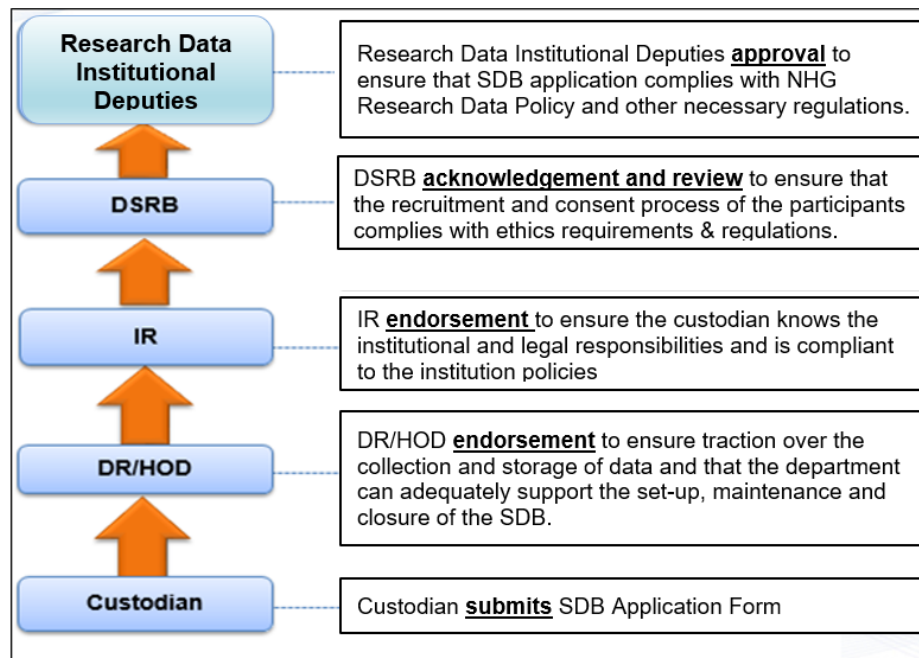 Research Data
Institutional
Deputies
Research Data Institutional Deputies approval to
ensure that SDB application complies with NHG
Research Data Policy and other necessary regulations.
DSRB
DSRB acknowledgement and review to ensure that
the recruitment and consent process of the participants
complies with ethics requirements & regulations.
IR
IR endorsement to ensure the custodian knows the
institutional and legal responsibilities and is compliant
to the institution policies
DR/HOD
DR/HOD endorsement to ensure traction over the
collection and storage of data and that the department
can adequately support the set-up, maintenance and
closure of the SDB.
Custodian
Custodian submits SDB Application Form